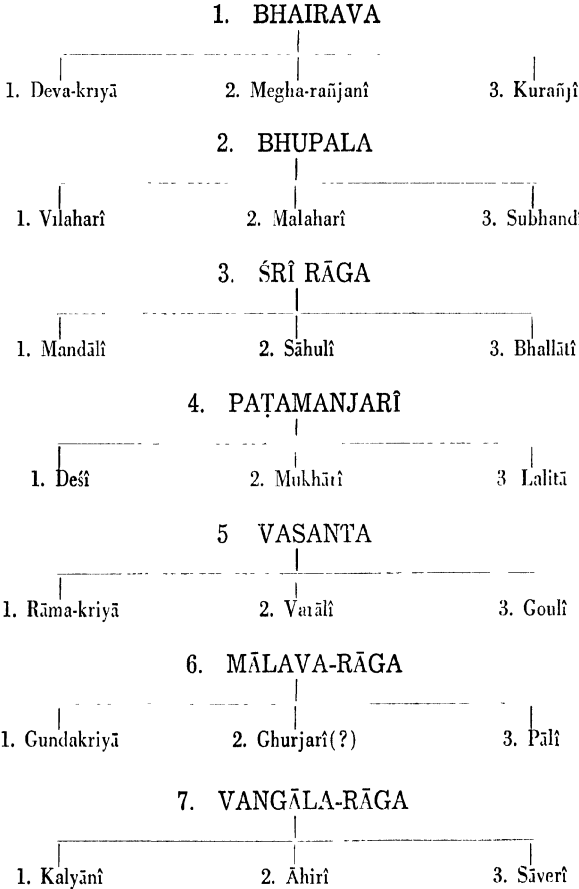 1. BHAIRAVA
1. Deva-kriyā 2. Megha-rañjanî 3. Kurañjî
2. BHUPALA
1. Vilaharî 2. Malaharî 3. Subhandî
3. ŚRÎ RĀGA
1. Mandālî 2. Sāhulî 3. Bhallātî
4. PAṬAMANJARÎ
1. Deśî 2. Mukhārî 3 Lalitā
5 VASANTA
1. Rāma-kriyā 2. Varālî 3. Goulî
6. MĀLAVA-RĀGA
1. Gundakriyā 2. Ghurjarî(?) 3. Pālî
7. VANGĀLA-RĀGA
1. Kalyānî 2. Āhirî 3. Sāverî